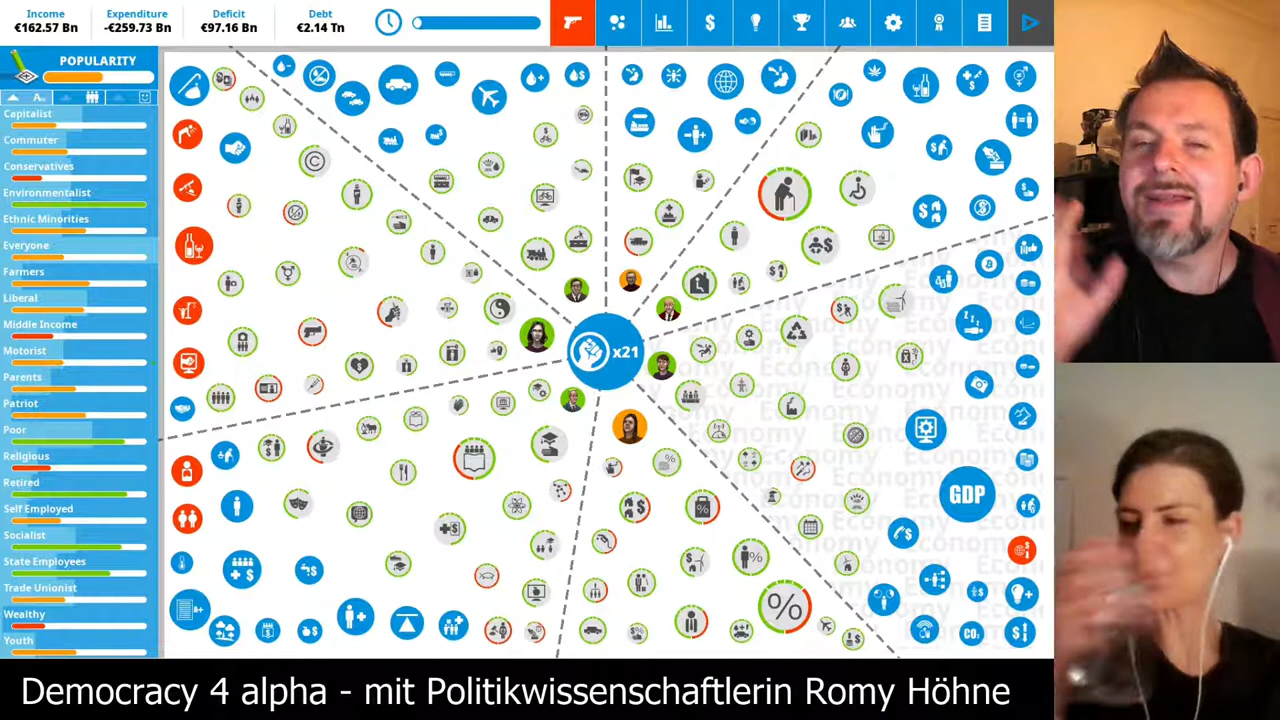 Income
Expenditure
Deficit
Debt
€162.57 Bn
-€259.73 Bn
€97.16 Bn
€2.14 Tn
POPULARITY
Capitalist
Commuter
Conservatives
Environmentalist
Ethnic Minorities
Everyone
Farmers
Liberal
Middle Income
Motorist
Parents
Patriot
Poor
Religious
Retired
Self Employed
Socialist
State Employees
Trade Unionist
Wealthy
Youth
x21
GDP
CO₂
Economy
Democracy 4 alpha - mit Politikwissenschaftlerin Romy Höhne